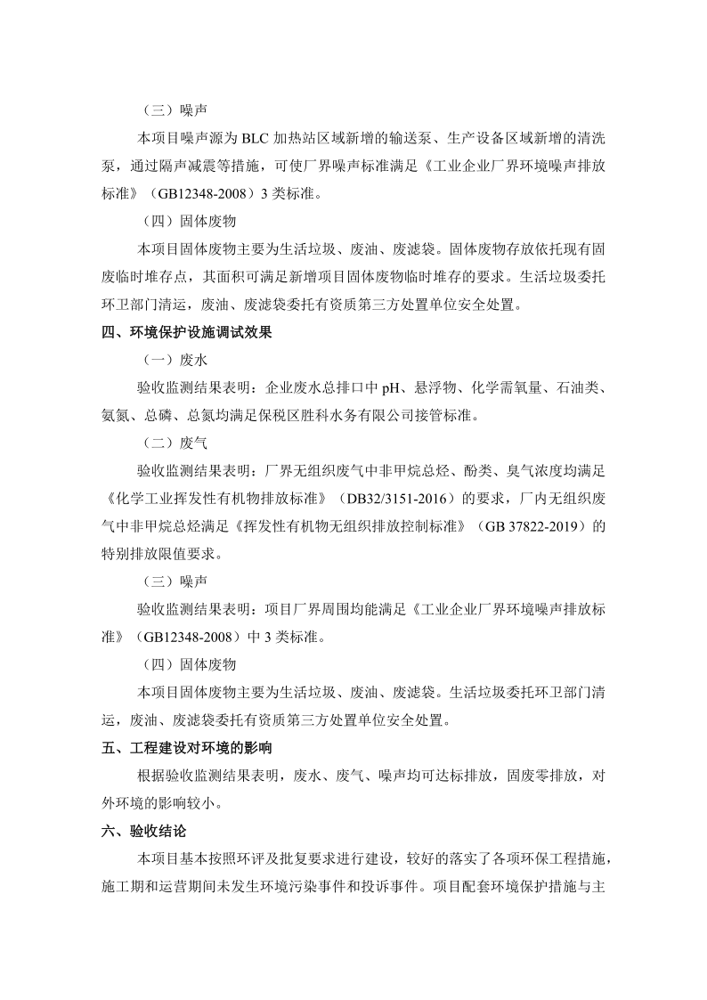 （三）噪声
本项目噪声源为 BLC 加热站区域新增的输送泵、生产设备区域新增的清洗
泵，通过隔声减震等措施，可使厂界噪声标准满足《工业企业厂界环境噪声排放
标准》（GB12348-2008）3 类标准。
（四）固体废物
本项目固体废物主要为生活垃圾、废油、废滤袋。固体废物存放依托现有固
废临时堆存点，其面积可满足新增项目固体废物临时堆存的要求。生活垃圾委托
环卫部门清运，废油、废滤袋委托有资质第三方处置单位安全处置。
四、环境保护设施调试效果
（一）废水
验收监测结果表明：企业废水总排口中 pH、悬浮物、化学需氧量、石油类、
氨氮、总磷、总氮均满足保税区胜科水务有限公司接管标准。
（二）废气
验收监测结果表明：厂界无组织废气中非甲烷总烃、酚类、臭气浓度均满足
《化学工业挥发性有机物排放标准》（DB32/3151-2016）的要求，厂内无组织废
气中非甲烷总烃满足《挥发性有机物无组织排放控制标准》（GB 37822-2019）的
特别排放限值要求。
（三）噪声
验收监测结果表明：项目厂界周围均能满足《工业企业厂界环境噪声排放标
准》（GB12348-2008）中 3 类标准。
（四）固体废物
本项目固体废物主要为生活垃圾、废油、废滤袋。生活垃圾委托环卫部门清
运，废油、废滤袋委托有资质第三方处置单位安全处置。
五、工程建设对环境的影响
根据验收监测结果表明，废水、废气、噪声均可达标排放，固废零排放，对
外环境的影响较小。
六、验收结论
本项目基本按照环评及批复要求进行建设，较好的落实了各项环保工程措施，
施工期和运营期间未发生环境污染事件和投诉事件。项目配套环境保护措施与主